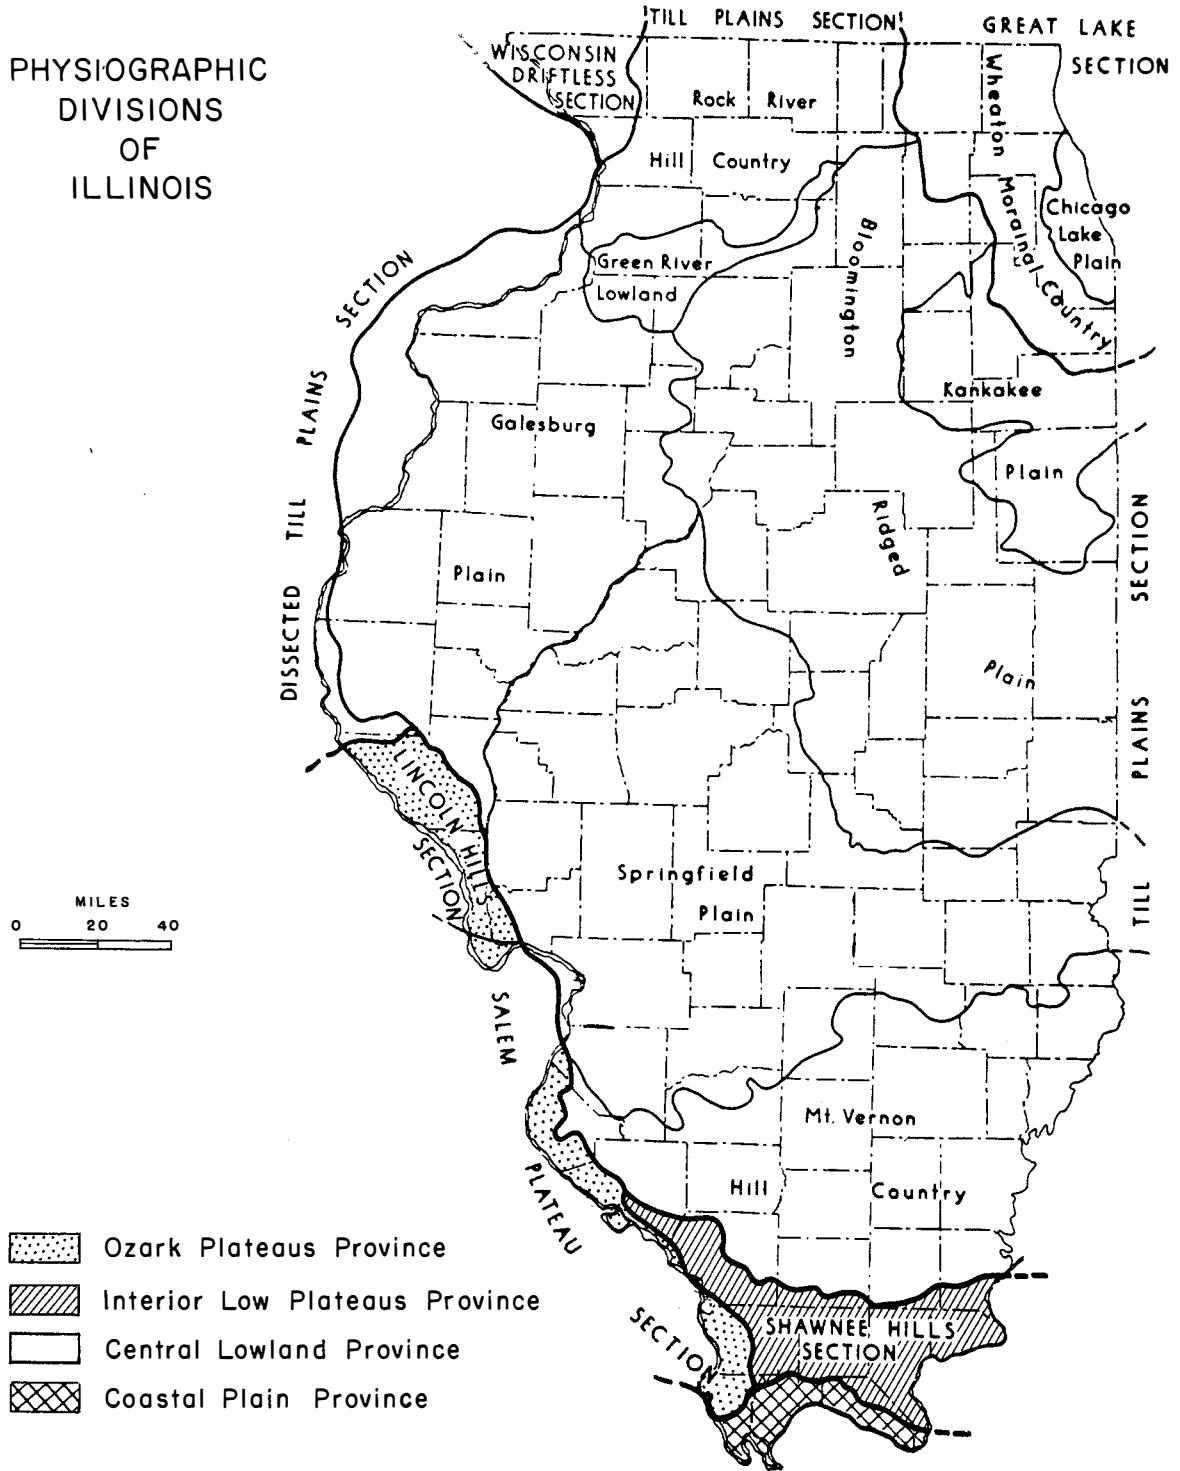 PHYSIOGRAPHIC
DIVISIONS
OF
ILLINOIS
TILL PLAINS SECTION
GREAT LAKE
SECTION
WISCONSIN
DRIFTLESS
SECTION
Rock River
Hill Country
Wheaton
Morainal Country
Chicago
Lake
Plain
Green River
Lowland
Bloomington
Ridged
Plain
Kankakee
Plain
Galesburg
Plain
DISSECTED TILL PLAINS SECTION
TILL PLAINS SECTION
LINCOLN HILLS
SECTION
Springfield
Plain
MILES
0 20 40
SALEM
PLATEAU
SECTION
Mt. Vernon
Hill Country
SHAWNEE HILLS
SECTION
Ozark Plateaus Province
Interior Low Plateaus Province
Central Lowland Province
Coastal Plain Province